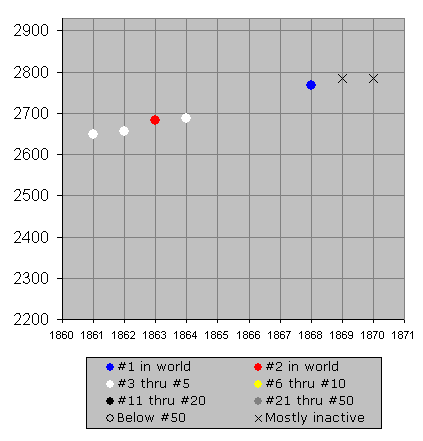 2900
2800
2700
2600
2500
2400
2300
2200
1860 1861 1862 1863 1864 1865 1866 1867 1868 1869 1870 1871
#1 in world #2 in world
#3 thru #5 #6 thru #10
#11 thru #20 #21 thru #50
Below #50 Mostly inactive